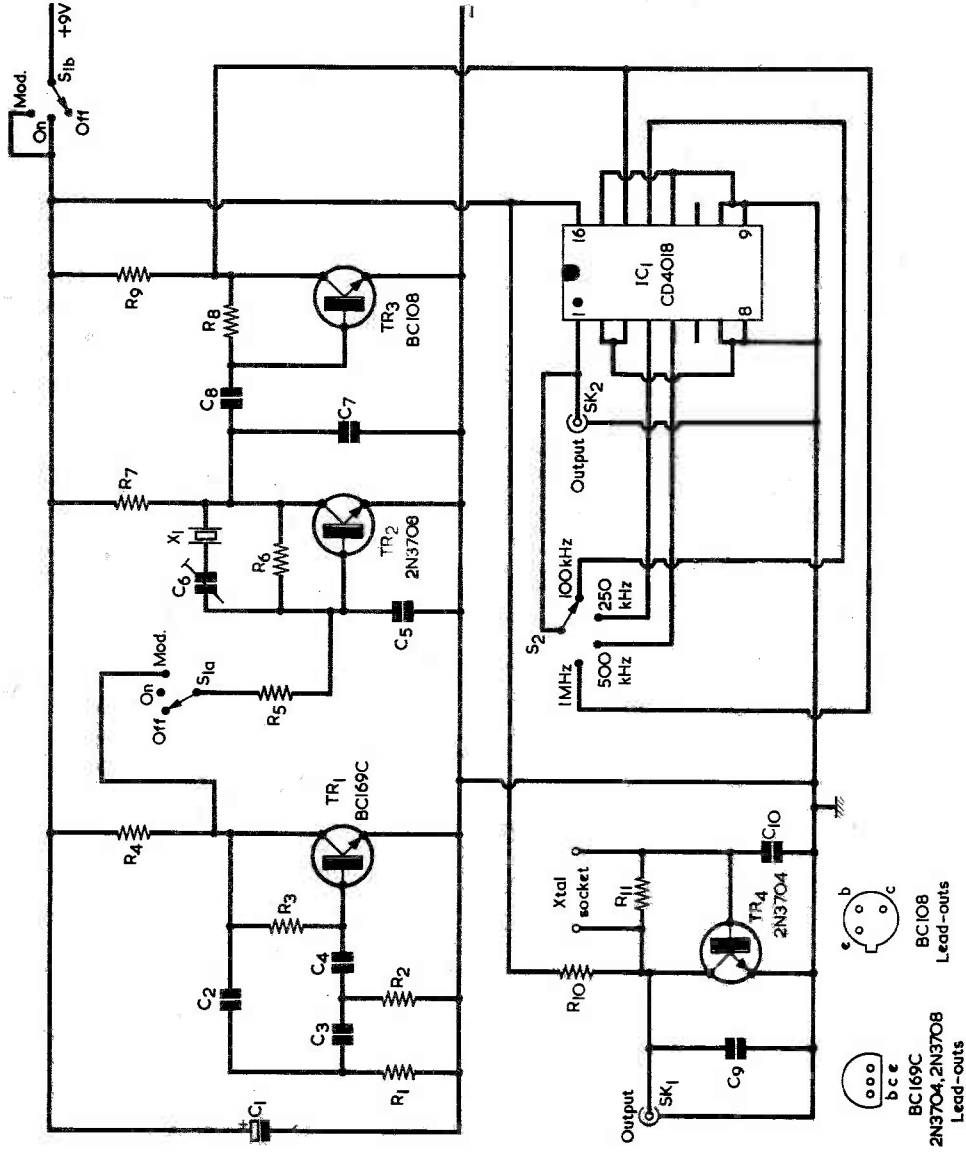 C1
+
R1
R2
C3
C4
C2
R3
R4
TR1
BC169C
Off
On
Mod.
S1a
R5
C5
C6
X1
R6
R7
TR2
2N3708
C7
C8
R8
R9
TR3
BC108
Mod.
On
Off
S1b
+9V
−
Output
SK1
C9
R10
Xtal
socket
R11
TR4
2N3704
C10
1MHz
500
kHz
250
kHz
100kHz
S2
Output
SK2
1
16
IC1
CD4018
8
9
b c e
BC169C
2N3704, 2N3708
Lead-outs
e
b
c
BC108
Lead-outs